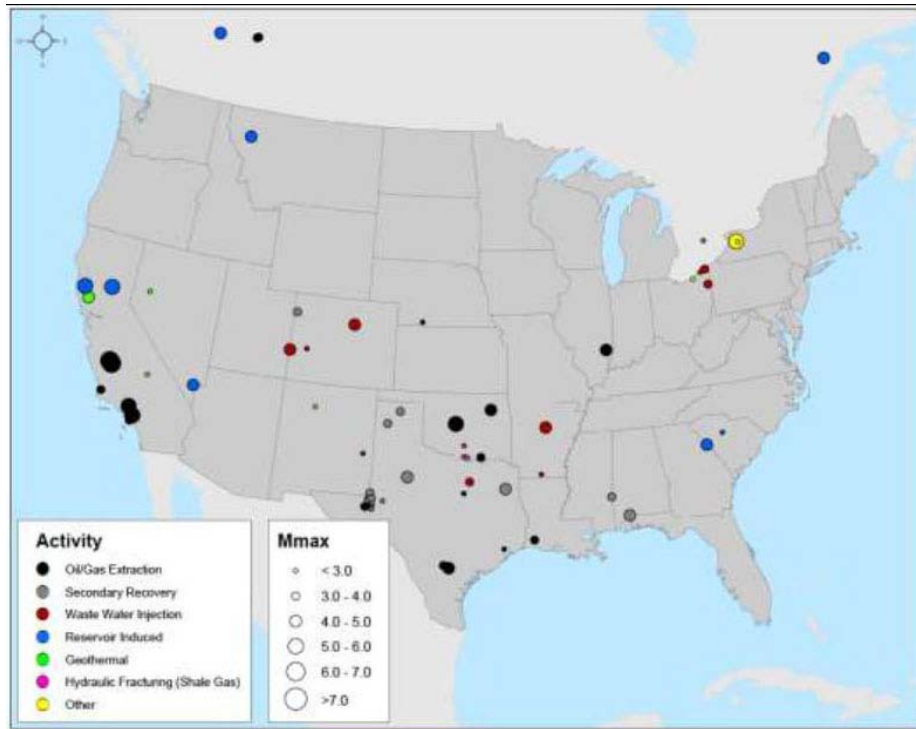 Activity
Oil/Gas Extraction
Secondary Recovery
Waste Water Injection
Reservoir Induced
Geothermal
Hydraulic Fracturing (Shale Gas)
Other
Mmax
< 3.0
3.0 - 4.0
4.0 - 5.0
5.0 - 6.0
6.0 - 7.0
>7.0